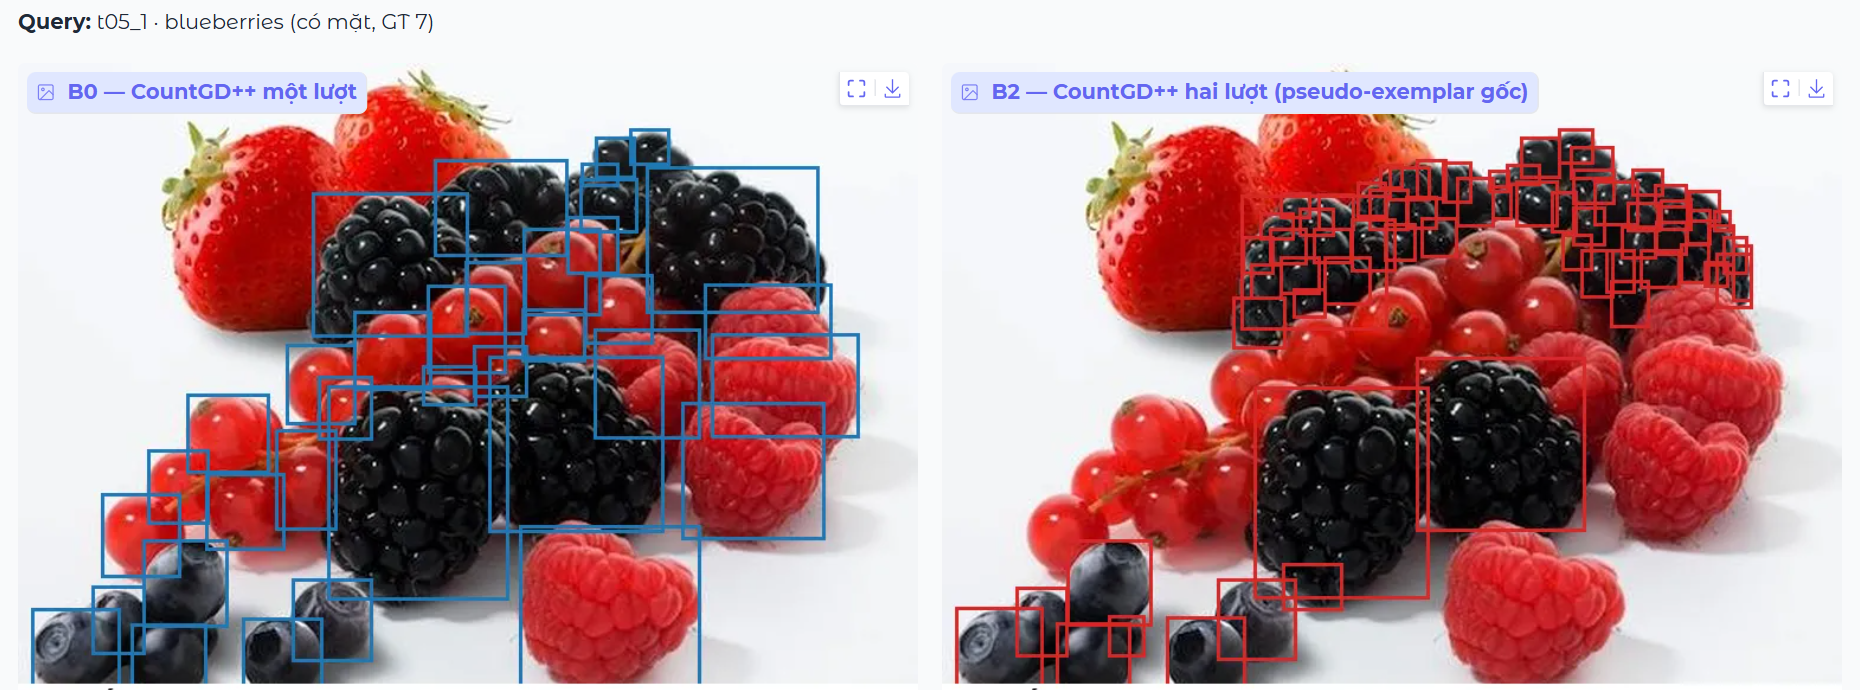 Query: t05_1 · blueberries (có mặt, GT 7)
B0 — CountGD++ một lượt
B2 — CountGD++ hai lượt (pseudo-exemplar gốc)